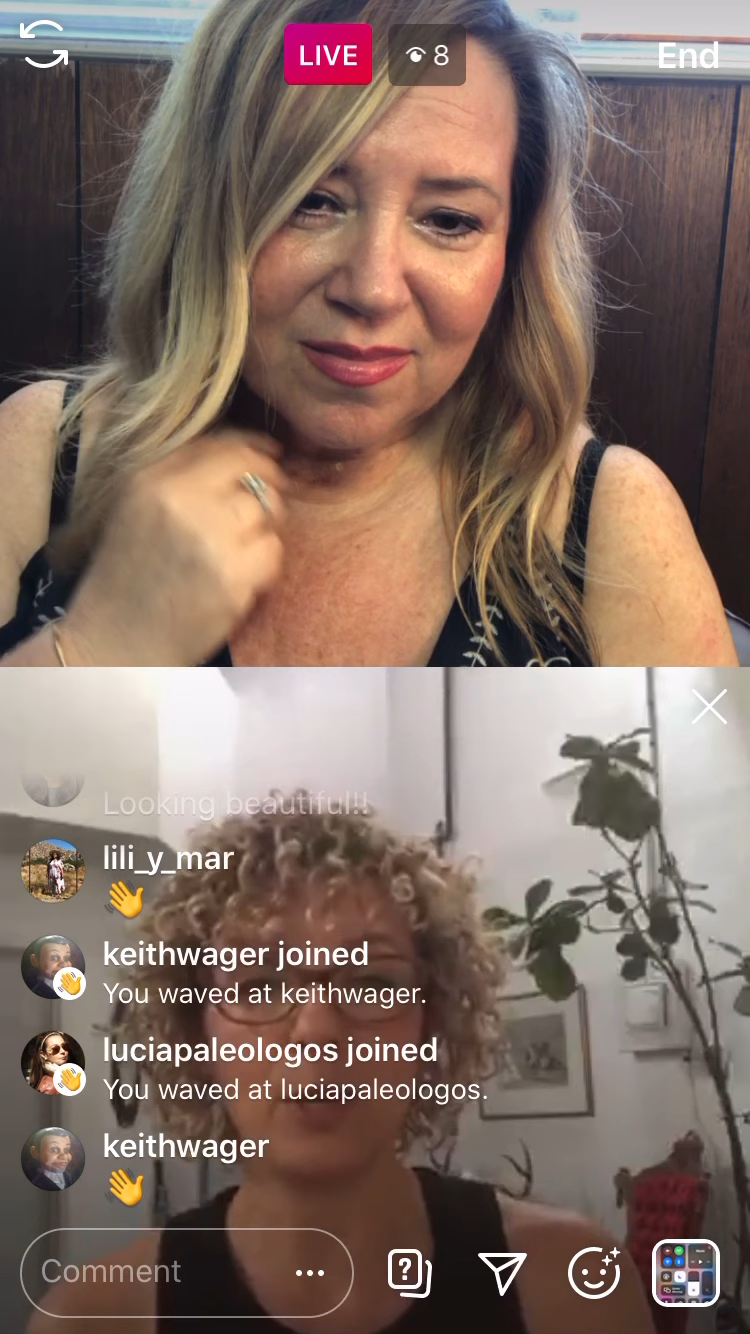 LIVE
8
End
Looking beautiful!!
lili_y_mar
👋
keithwager joined
You waved at keithwager.
luciapaleologos joined
You waved at luciapaleologos.
keithwager
👋
Comment